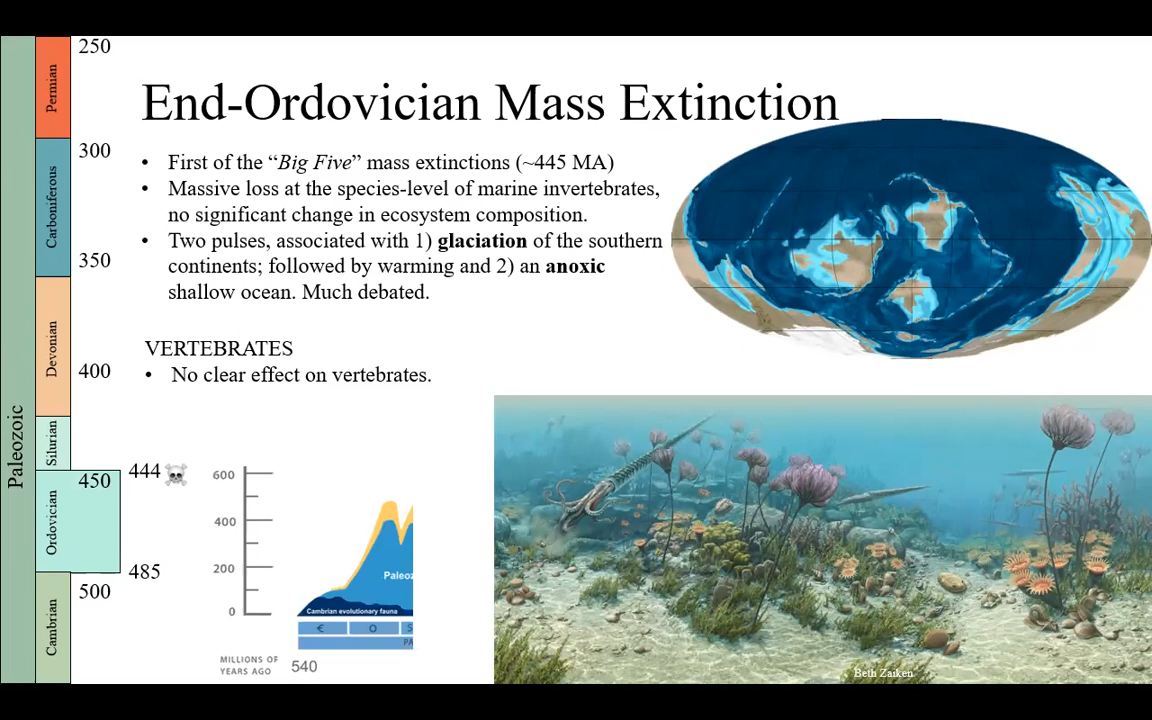 End-Ordovician Mass Extinction
• First of the “Big Five” mass extinctions (~445 MA)
• Massive loss at the species-level of marine invertebrates,
no significant change in ecosystem composition.
• Two pulses, associated with 1) glaciation of the southern
continents; followed by warming and 2) an anoxic
shallow ocean. Much debated.
VERTEBRATES
• No clear effect on vertebrates.
Paleozoic
Permian
Carboniferous
Devonian
Silurian
Ordovician
Cambrian
250
300
350
400
450
500
444 ☠
485
600
400
200
0
Paleoz
Cambrian evolutionary fauna
€ O S
PA
MILLIONS OF
YEARS AGO
540
Beth Zaiken